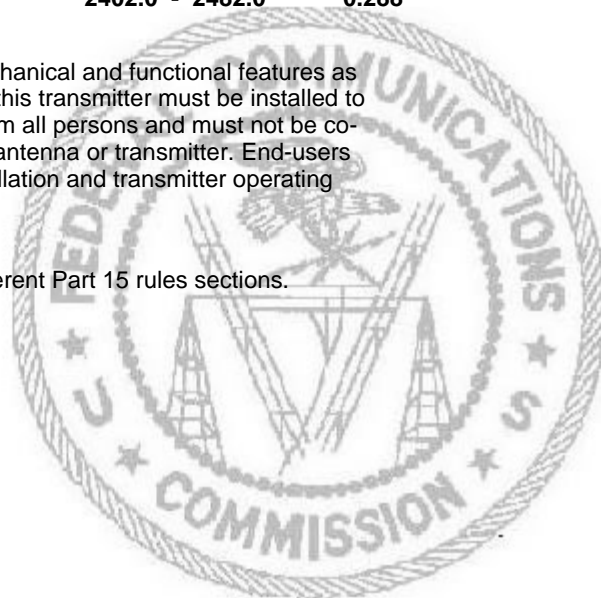 2402.0 - 2482.0 0.288
hanical and functional features as
this transmitter must be installed to
m all persons and must not be co-
antenna or transmitter. End-users
llation and transmitter operating
erent Part 15 rules sections.
FEDERAL COMMUNICATIONS
U S
COMMISSION